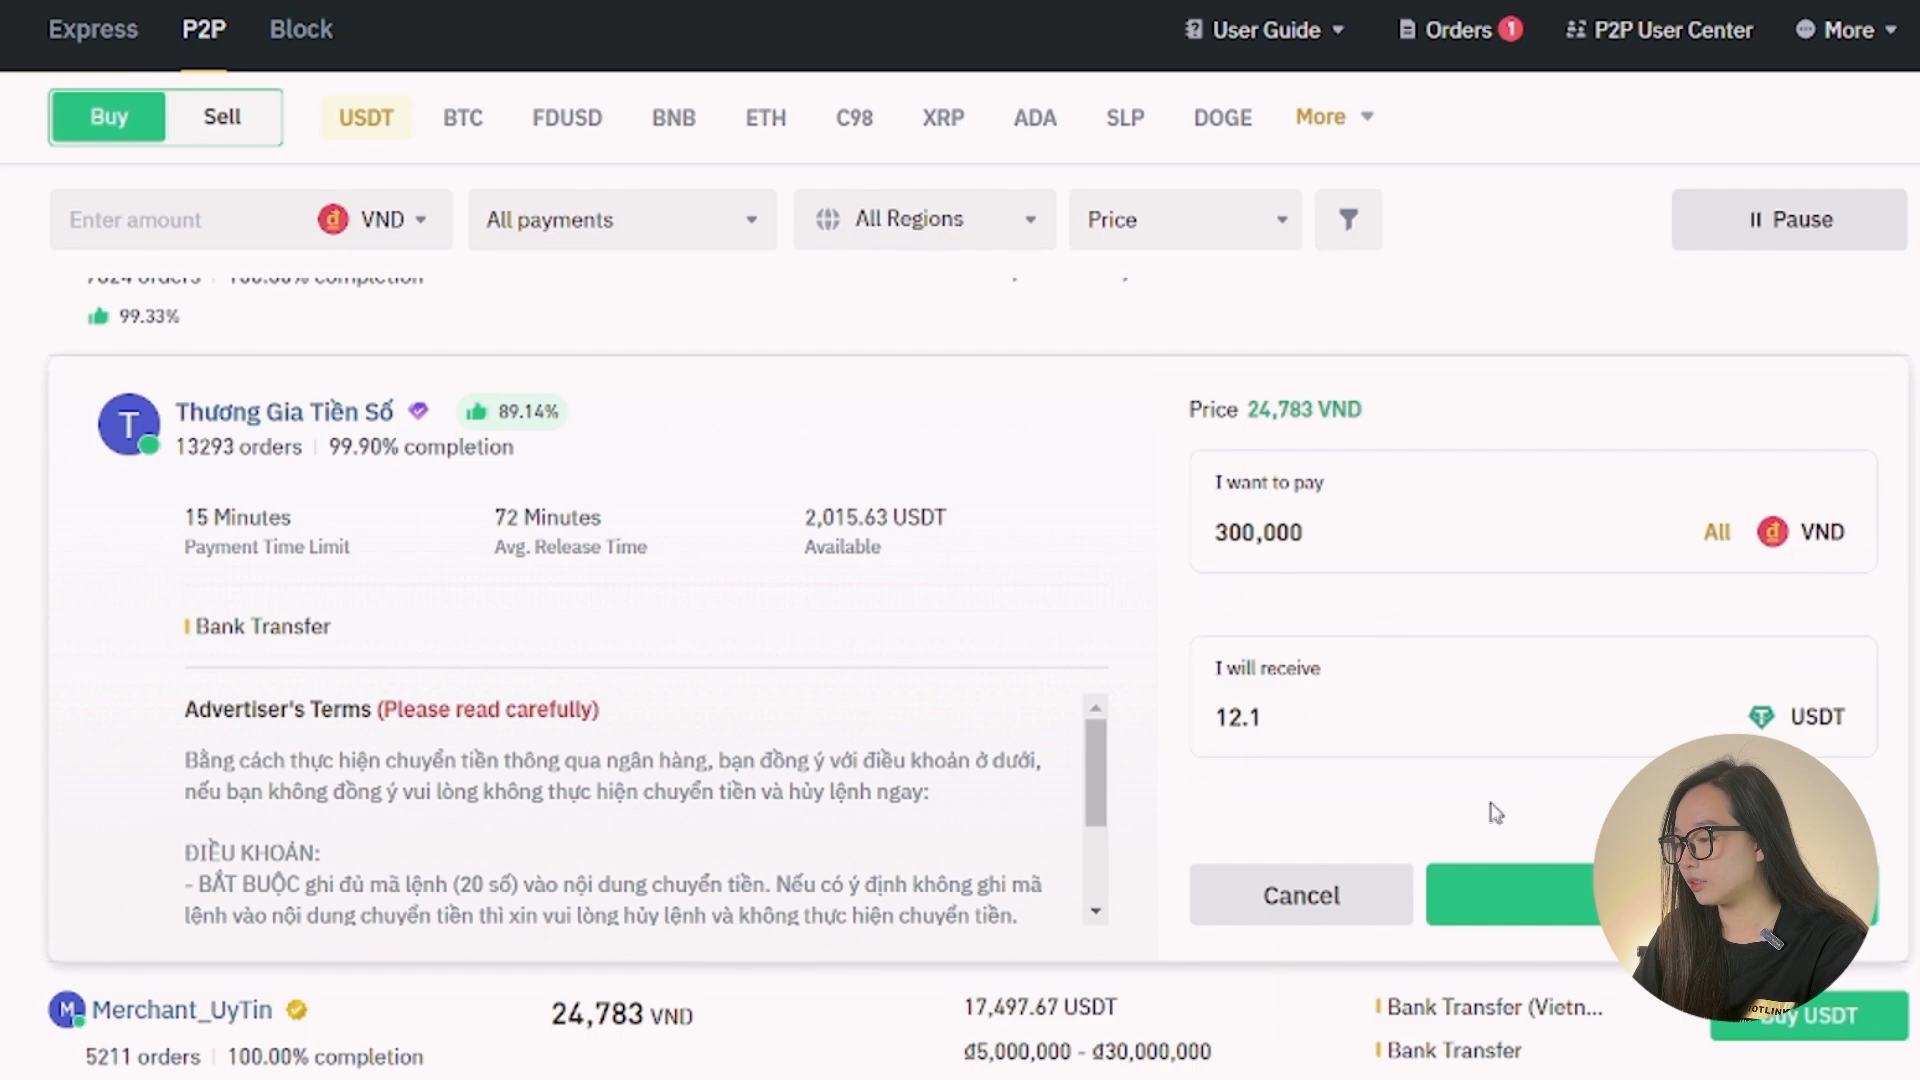 Express P2P Block User Guide Orders 1 P2P User Center More
Buy Sell USDT BTC FDUSD BNB ETH C98 XRP ADA SLP DOGE More
Enter amount đ VND All payments All Regions Price Pause
7824 orders 100.00% completion
99.33%
T Thương Gia Tiền Số 89.14%
13293 orders 99.90% completion
Price 24,783 VND
I want to pay
300,000 All đ VND
15 Minutes 72 Minutes 2,015.63 USDT
Payment Time Limit Avg. Release Time Available
Bank Transfer
I will receive
12.1 USDT
Advertiser's Terms (Please read carefully)
Bằng cách thực hiện chuyển tiền thông qua ngân hàng, bạn đồng ý với điều khoản ở dưới,
nếu bạn không đồng ý vui lòng không thực hiện chuyển tiền và hủy lệnh ngay:
ĐIỀU KHOẢN:
- BẮT BUỘC ghi đủ mã lệnh (20 số) vào nội dung chuyển tiền. Nếu có ý định không ghi mã
lệnh vào nội dung chuyển tiền thì xin vui lòng hủy lệnh và không thực hiện chuyển tiền.
Cancel
M Merchant_UyTin 24,783 VND 17,497.67 USDT Bank Transfer (Vietn... Buy USDT
5211 orders 100.00% completion ₫5,000,000 - ₫30,000,000 Bank Transfer